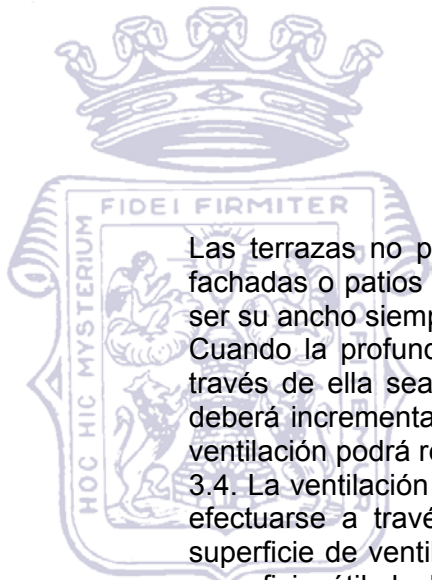 FIDEI FIRMITER
HOC HIC MYSTERIUM
Las terrazas no p
fachadas o patios
ser su ancho siemp
Cuando la profund
través de ella sea
deberá incrementa
ventilación podrá r
3.4. La ventilación
efectuarse a travé
superficie de venti